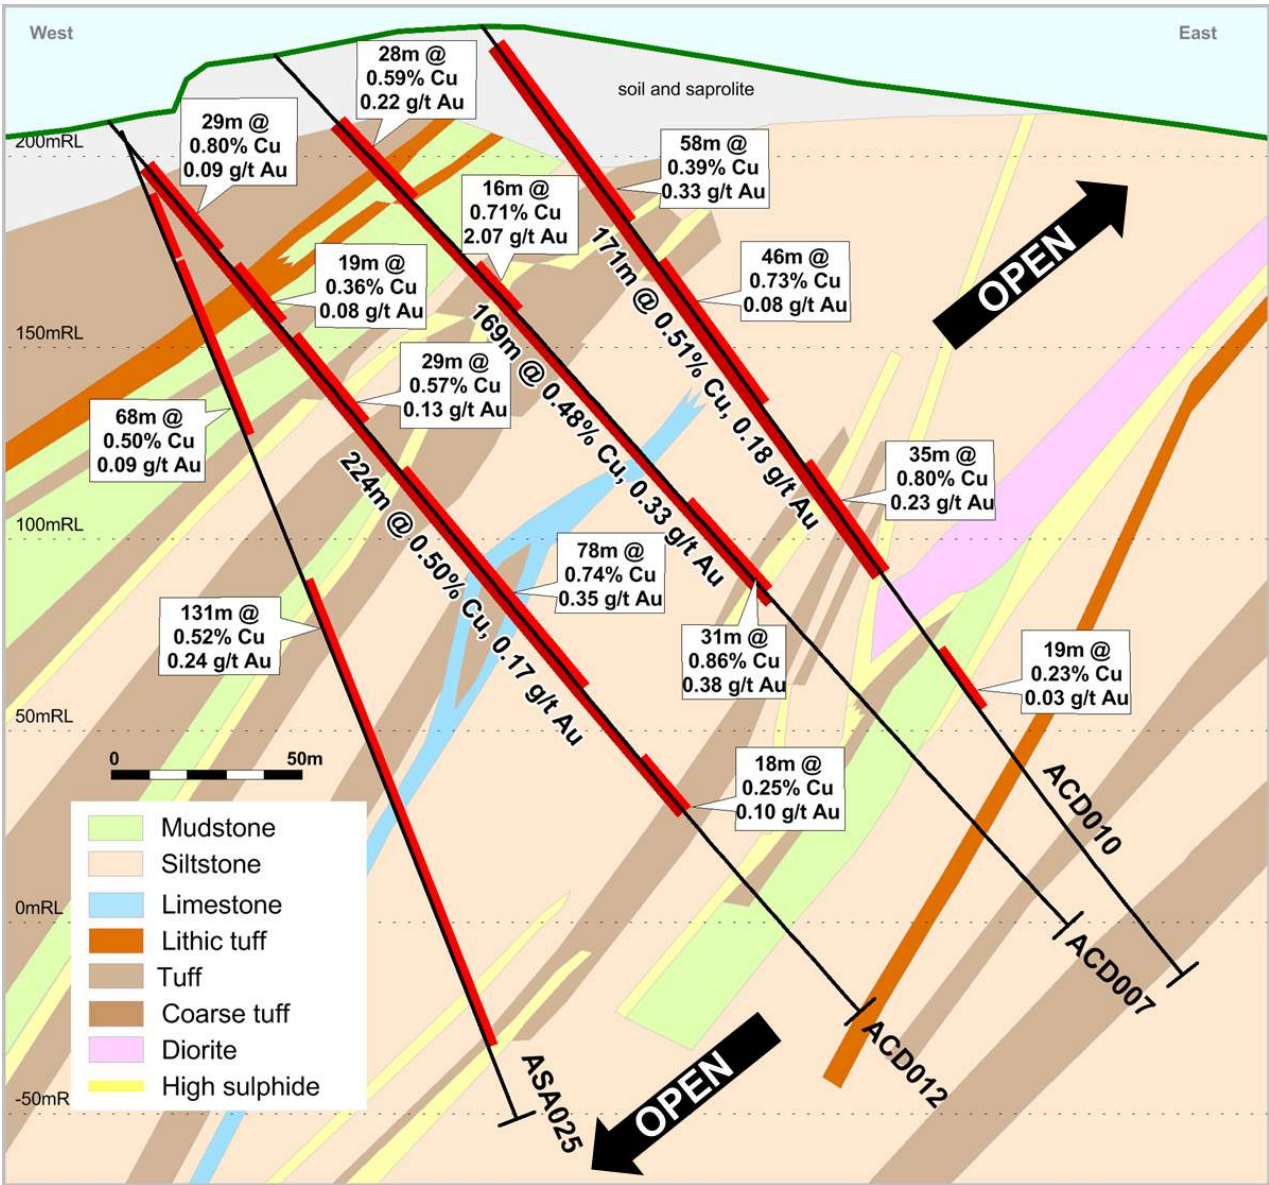 West
East
soil and saprolite
28m @
0.59% Cu
0.22 g/t Au
29m @
0.80% Cu
0.09 g/t Au
200mRL
58m @
0.39% Cu
0.33 g/t Au
16m @
0.71% Cu
2.07 g/t Au
19m @
0.36% Cu
0.08 g/t Au
46m @
0.73% Cu
0.08 g/t Au
OPEN
171m @ 0.51% Cu, 0.18 g/t Au
169m @ 0.48% Cu, 0.33 g/t Au
150mRL
29m @
0.57% Cu
0.13 g/t Au
68m @
0.50% Cu
0.09 g/t Au
224m @ 0.50% Cu, 0.17 g/t Au
35m @
0.80% Cu
0.23 g/t Au
100mRL
78m @
0.74% Cu
0.35 g/t Au
131m @
0.52% Cu
0.24 g/t Au
31m @
0.86% Cu
0.38 g/t Au
19m @
0.23% Cu
0.03 g/t Au
50mRL
0
50m
18m @
0.25% Cu
0.10 g/t Au
ACD010
Mudstone
Siltstone
Limestone
Lithic tuff
Tuff
Coarse tuff
Diorite
High sulphide
0mRL
ACD007
ACD012
ASA025
OPEN
-50mR